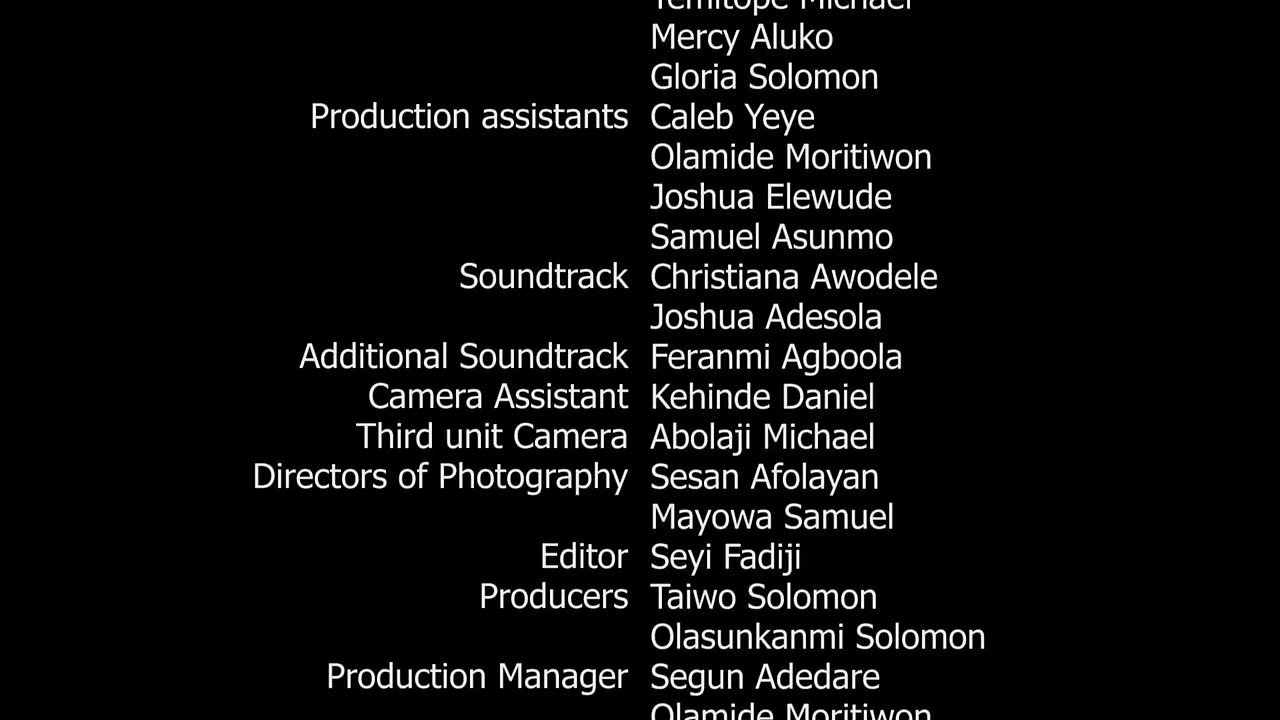 Temitope Michael
Mercy Aluko
Gloria Solomon
Production assistants Caleb Yeye
Olamide Moritiwon
Joshua Elewude
Samuel Asunmo
Soundtrack Christiana Awodele
Joshua Adesola
Additional Soundtrack Feranmi Agboola
Camera Assistant Kehinde Daniel
Third unit Camera Abolaji Michael
Directors of Photography Sesan Afolayan
Mayowa Samuel
Editor Seyi Fadiji
Producers Taiwo Solomon
Olasunkanmi Solomon
Production Manager Segun Adedare
Olamide Moritiwon